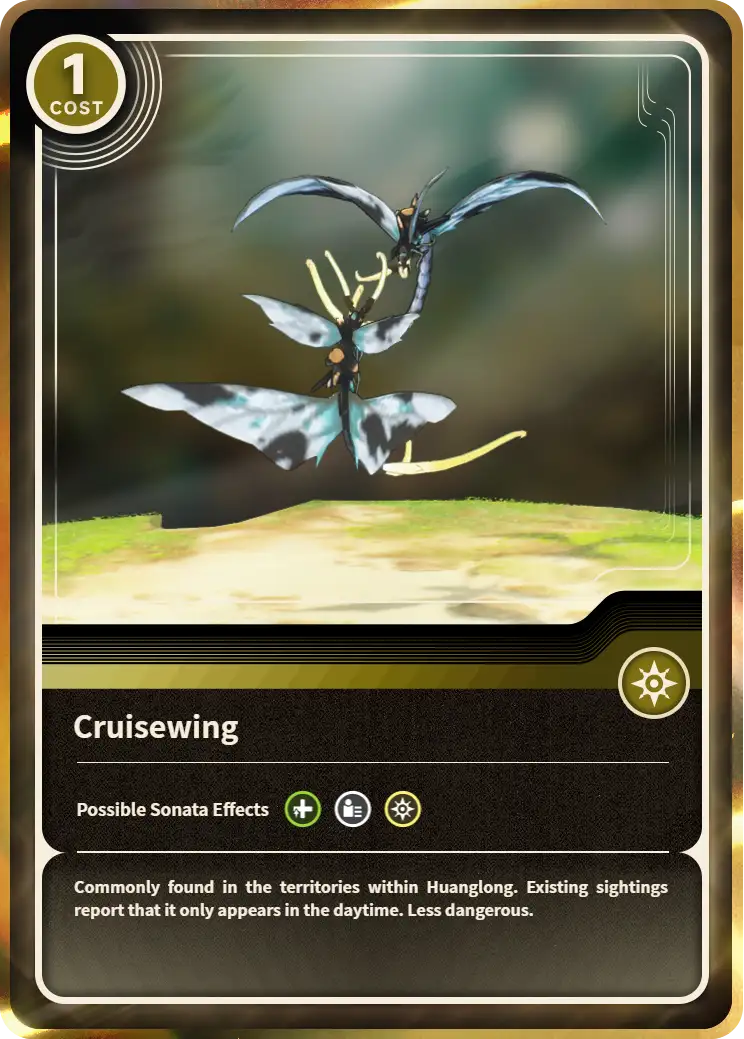 1
COST
Cruisewing
Possible Sonata Effects
Commonly found in the territories within Huanglong. Existing sightings
report that it only appears in the daytime. Less dangerous.